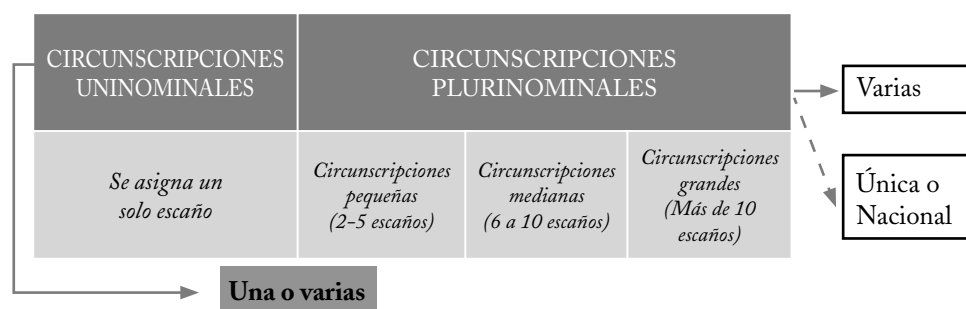 CIRCUNSCRIPCIONES
UNINOMINALES
CIRCUNSCRIPCIONES
PLURINOMINALES
Varias
Se asigna un
solo escaño
Circunscripciones
pequeñas
(2-5 escaños)
Circunscripciones
medianas
(6 a 10 escaños)
Circunscripciones
grandes
(Más de 10
escaños)
Única o
Nacional
Una o varias